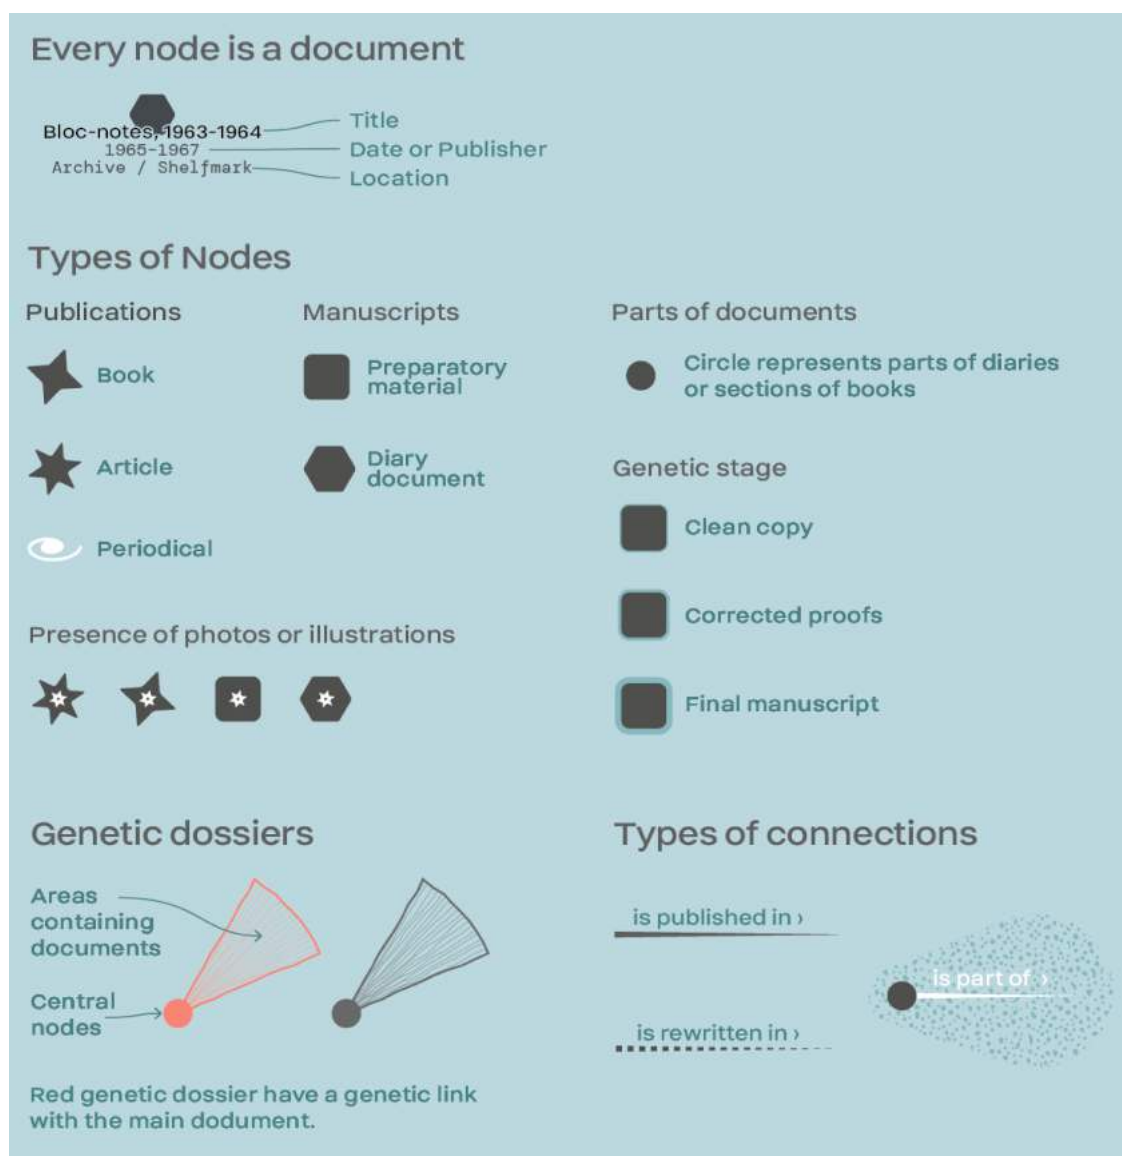 Every node is a document
Bloc-notes, 1963-1964
1965-1967
Archive / Shelfmark
Title
Date or Publisher
Location
Types of Nodes
Publications
Book
Article
Periodical
Manuscripts
Preparatory
material
Diary
document
Parts of documents
Circle represents parts of diaries
or sections of books
Genetic stage
Clean copy
Corrected proofs
Final manuscript
Presence of photos or illustrations
Genetic dossiers
Areas
containing
documents
Central
nodes
Red genetic dossier have a genetic link
with the main dodument.
Types of connections
is published in ›
is part of ›
is rewritten in ›